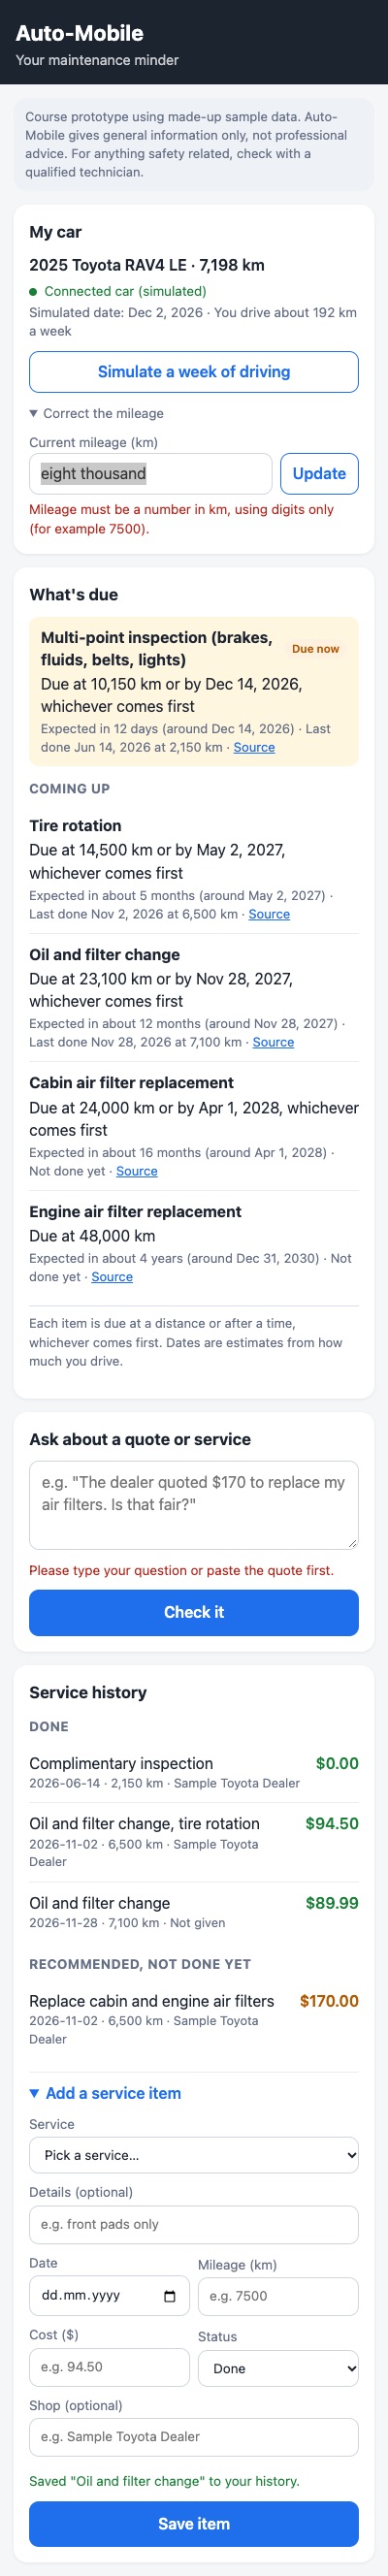 Auto-Mobile
Your maintenance minder
Course prototype using made-up sample data. Auto-
Mobile gives general information only, not professional
advice. For anything safety related, check with a
qualified technician.
My car
2025 Toyota RAV4 LE · 7,198 km
Connected car (simulated)
Simulated date: Dec 2, 2026 · You drive about 192 km
a week
Simulate a week of driving
▼ Correct the mileage
Current mileage (km)
eight thousand
Update
Mileage must be a number in km, using digits only
(for example 7500).
What's due
Multi-point inspection (brakes,
fluids, belts, lights)
Due now
Due at 10,150 km or by Dec 14, 2026,
whichever comes first
Expected in 12 days (around Dec 14, 2026) · Last
done Jun 14, 2026 at 2,150 km · Source
COMING UP
Tire rotation
Due at 14,500 km or by May 2, 2027,
whichever comes first
Expected in about 5 months (around May 2, 2027) ·
Last done Nov 2, 2026 at 6,500 km · Source
Oil and filter change
Due at 23,100 km or by Nov 28, 2027,
whichever comes first
Expected in about 12 months (around Nov 28, 2027) ·
Last done Nov 28, 2026 at 7,100 km · Source
Cabin air filter replacement
Due at 24,000 km or by Apr 1, 2028, whichever
comes first
Expected in about 16 months (around Apr 1, 2028) ·
Not done yet · Source
Engine air filter replacement
Due at 48,000 km
Expected in about 4 years (around Dec 31, 2030) · Not
done yet · Source
Each item is due at a distance or after a time,
whichever comes first. Dates are estimates from how
much you drive.
Ask about a quote or service
e.g. "The dealer quoted $170 to replace my
air filters. Is that fair?"
Please type your question or paste the quote first.
Check it
Service history
DONE
Complimentary inspection
$0.00
2026-06-14 · 2,150 km · Sample Toyota Dealer
Oil and filter change, tire rotation
$94.50
2026-11-02 · 6,500 km · Sample Toyota
Dealer
Oil and filter change
$89.99
2026-11-28 · 7,100 km · Not given
RECOMMENDED, NOT DONE YET
Replace cabin and engine air filters
$170.00
2026-11-02 · 6,500 km · Sample Toyota
Dealer
▼ Add a service item
Service
Pick a service...
Details (optional)
e.g. front pads only
Date
Mileage (km)
dd.mm.yyyy
e.g. 7500
Cost ($)
Status
e.g. 94.50
Done
Shop (optional)
e.g. Sample Toyota Dealer
Saved "Oil and filter change" to your history.
Save item